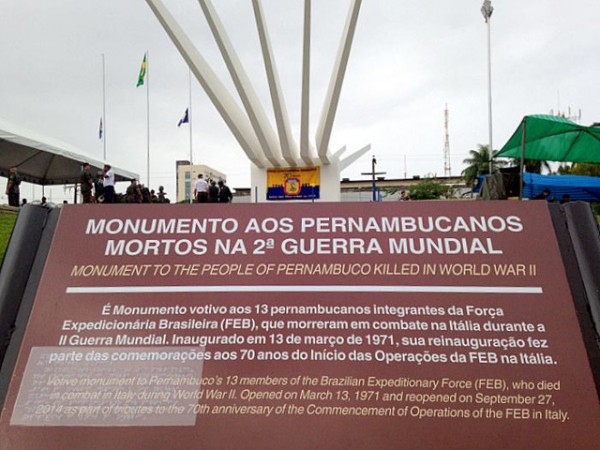 MONUMENTO AOS PERNAMBUCANOS
MORTOS NA 2ª GUERRA MUNDIAL
MONUMENT TO THE PEOPLE OF PERNAMBUCO KILLED IN WORLD WAR II
É Monumento votivo aos 13 pernambucanos integrantes da Força
Expedicionária Brasileira (FEB), que morreram em combate na Itália durante a
II Guerra Mundial. Inaugurado em 13 de março de 1971, sua reinauguração fez
parte das comemorações aos 70 anos do Início das Operações da FEB na Itália.
Votive monument to Pernambuco's 13 members of the Brazilian Expeditionary Force (FEB), who died
in combat in Italy during World War II. Opened on March 13, 1971 and reopened on September 27,
2014 as part of tributes to the 70th anniversary of the Commencement of Operations of the FEB in Italy.